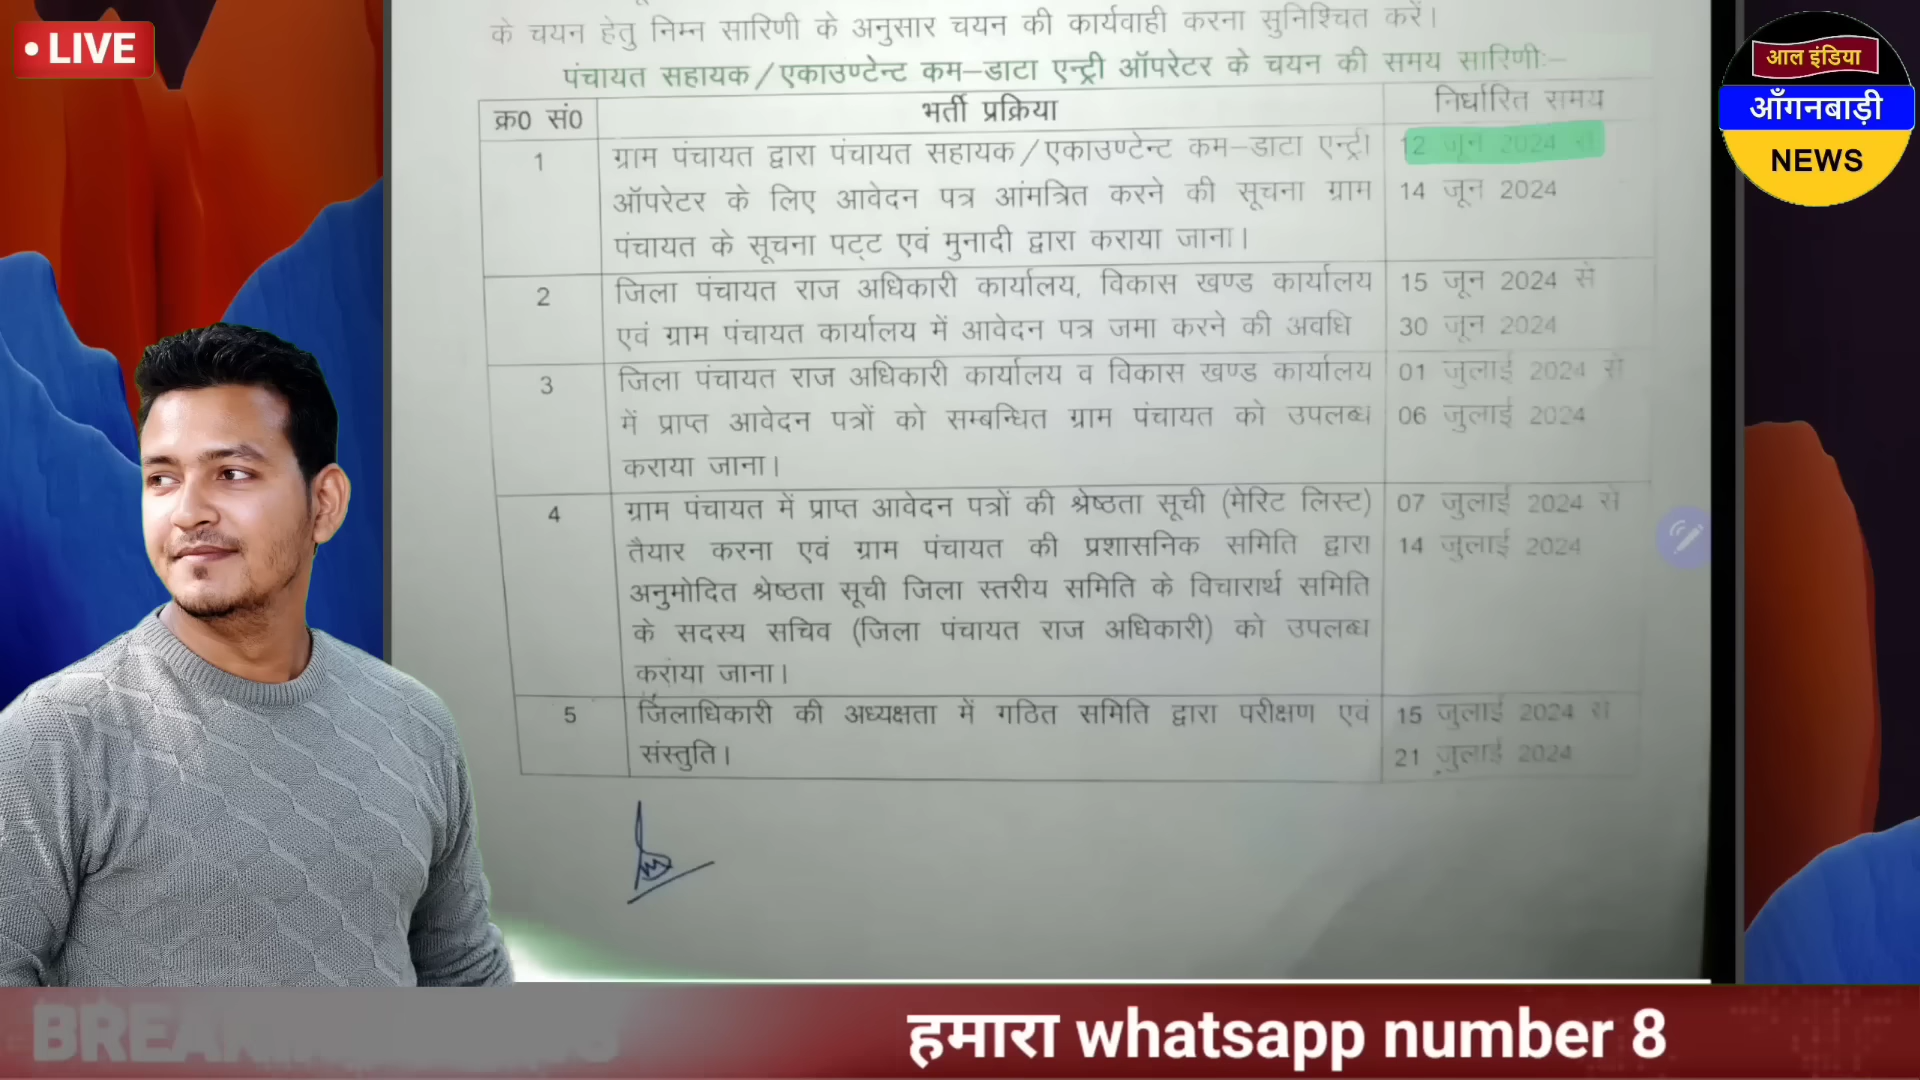 • LIVE
के चयन हेतु निम्न सारिणी के अनुसार चयन की कार्यवाही करना सुनिश्चित करें।
पंचायत सहायक/एकाउण्टेन्ट कम-डाटा एन्ट्री ऑपरेटर के चयन की समय सारिणीः-
क्र0 सं0 भर्ती प्रक्रिया निर्धारित समय
1 ग्राम पंचायत द्वारा पंचायत सहायक/एकाउण्टेन्ट कम-डाटा एन्ट्री 12 जून 2024 से
ऑपरेटर के लिए आवेदन पत्र आंमत्रित करने की सूचना ग्राम 14 जून 2024
पंचायत के सूचना पट्ट एवं मुनादी द्वारा कराया जाना।
2 जिला पंचायत राज अधिकारी कार्यालय, विकास खण्ड कार्यालय 15 जून 2024 से
एवं ग्राम पंचायत कार्यालय में आवेदन पत्र जमा करने की अवधि 30 जून 2024
3 जिला पंचायत राज अधिकारी कार्यालय व विकास खण्ड कार्यालय 01 जुलाई 2024 से
में प्राप्त आवेदन पत्रों को सम्बन्धित ग्राम पंचायत को उपलब्ध 06 जुलाई 2024
कराया जाना।
4 ग्राम पंचायत में प्राप्त आवेदन पत्रों की श्रेष्ठता सूची (मेरिट लिस्ट) 07 जुलाई 2024 से
तैयार करना एवं ग्राम पंचायत की प्रशासनिक समिति द्वारा 14 जुलाई 2024
अनुमोदित श्रेष्ठता सूची जिला स्तरीय समिति के विचारार्थ समिति
के सदस्य सचिव (जिला पंचायत राज अधिकारी) को उपलब्ध
कराया जाना।
5 जिलाधिकारी की अध्यक्षता में गठित समिति द्वारा परीक्षण एवं 15 जुलाई 2024 से
संस्तुति। 21 जुलाई 2024
आल इंडिया
आँगनबाड़ी
NEWS
हमारा whatsapp number 8